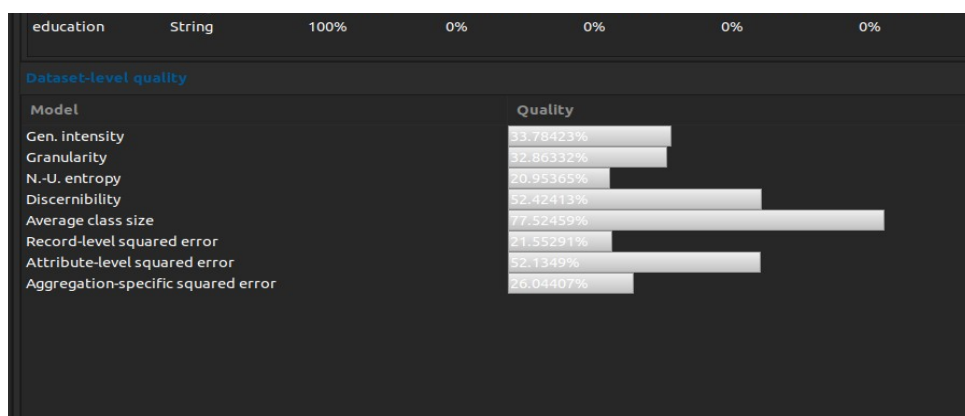 education String 100% 0% 0% 0% 0%
Dataset-level quality
Model Quality
Gen. intensity 33.78423%
Granularity 32.86332%
N.-U. entropy 20.95365%
Discernibility 52.42413%
Average class size 77.52459%
Record-level squared error 21.55291%
Attribute-level squared error 52.1349%
Aggregation-specific squared error 26.04407%